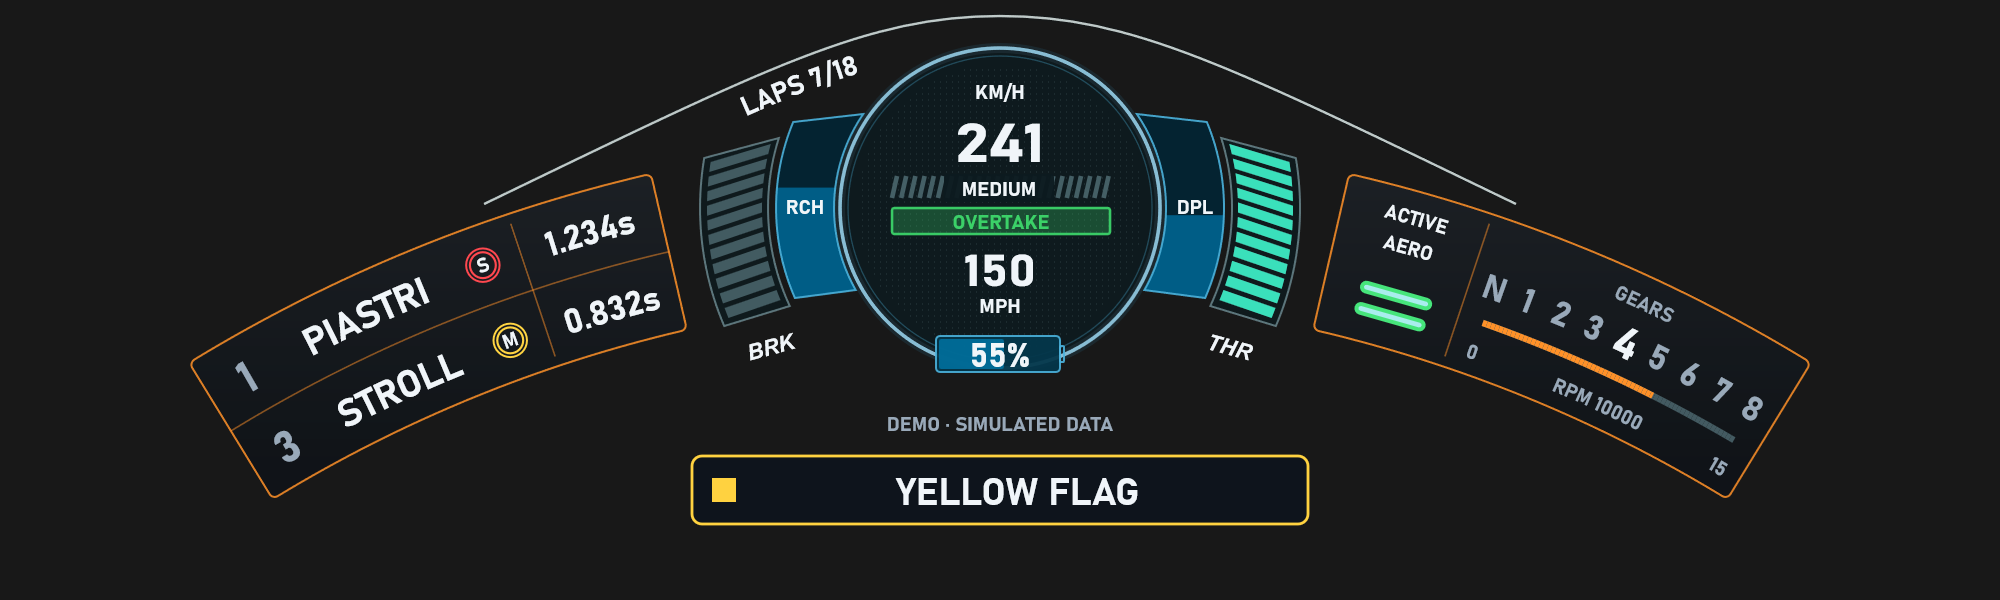 LAPS 7/18
1 PIASTRI S 1.234s
3 STROLL M 0.832s
BRK
RCH
KM/H
241
MEDIUM
OVERTAKE
150
MPH
55%
DPL
THR
ACTIVE
AERO
GEARS
N 1 2 3 4 5 6 7 8
0
RPM 10000
15
DEMO · SIMULATED DATA
YELLOW FLAG